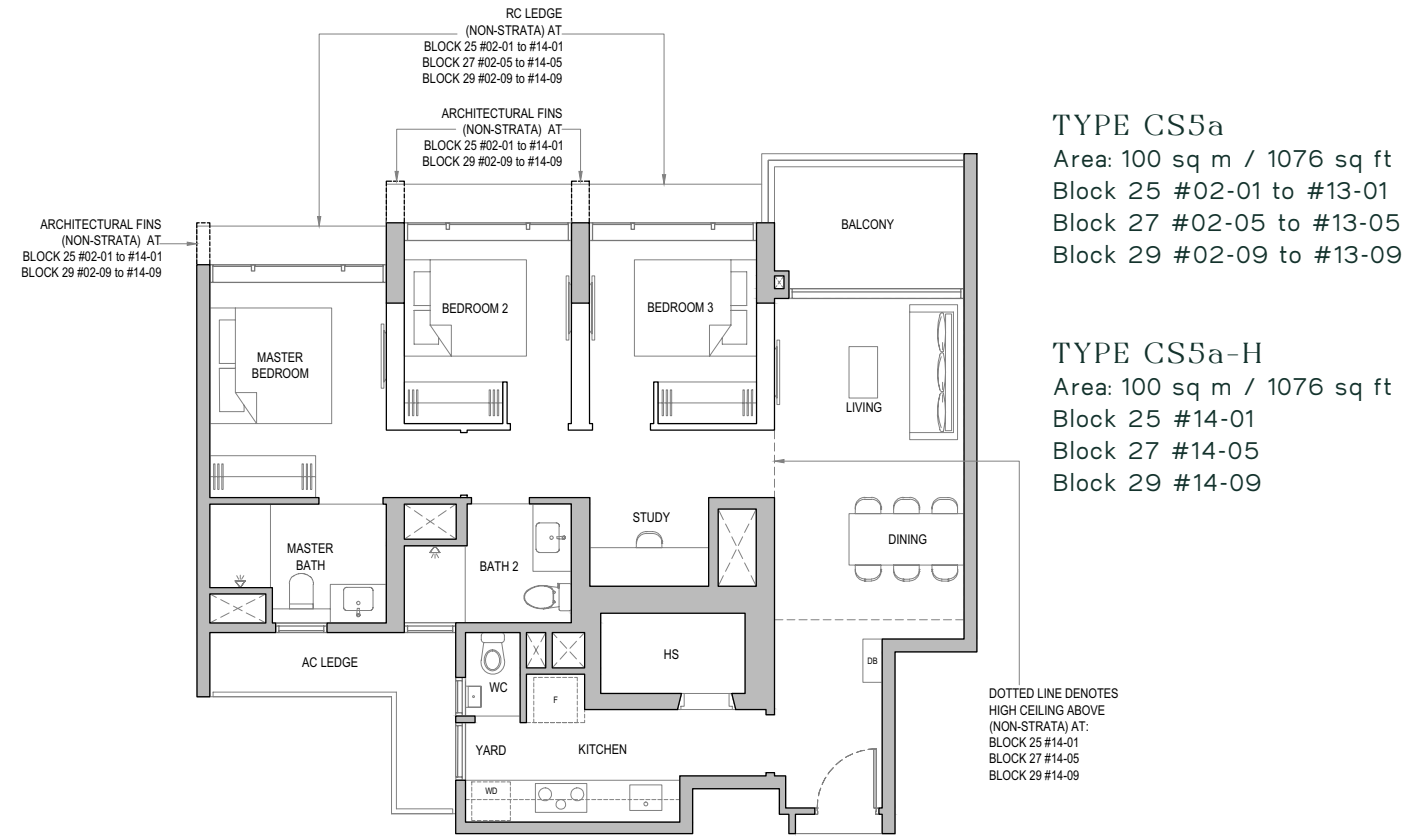 RC LEDGE
(NON-STRATA) AT
BLOCK 25 #02-01 to #14-01
BLOCK 27 #02-05 to #14-05
BLOCK 29 #02-09 to #14-09
ARCHITECTURAL FINS
(NON-STRATA) AT
BLOCK 25 #02-01 to #14-01
BLOCK 29 #02-09 to #14-09
ARCHITECTURAL FINS
(NON-STRATA) AT
BLOCK 25 #02-01 to #14-01
BLOCK 29 #02-09 to #14-09
BALCONY
BEDROOM 2
BEDROOM 3
MASTER
BEDROOM
LIVING
STUDY
DINING
MASTER
BATH
BATH 2
AC LEDGE
HS
DB
WC
F
YARD
KITCHEN
WD
DOTTED LINE DENOTES
HIGH CEILING ABOVE
(NON-STRATA) AT:
BLOCK 25 #14-01
BLOCK 27 #14-05
BLOCK 29 #14-09
TYPE CS5a
Area: 100 sq m / 1076 sq ft
Block 25 #02-01 to #13-01
Block 27 #02-05 to #13-05
Block 29 #02-09 to #13-09
TYPE CS5a-H
Area: 100 sq m / 1076 sq ft
Block 25 #14-01
Block 27 #14-05
Block 29 #14-09